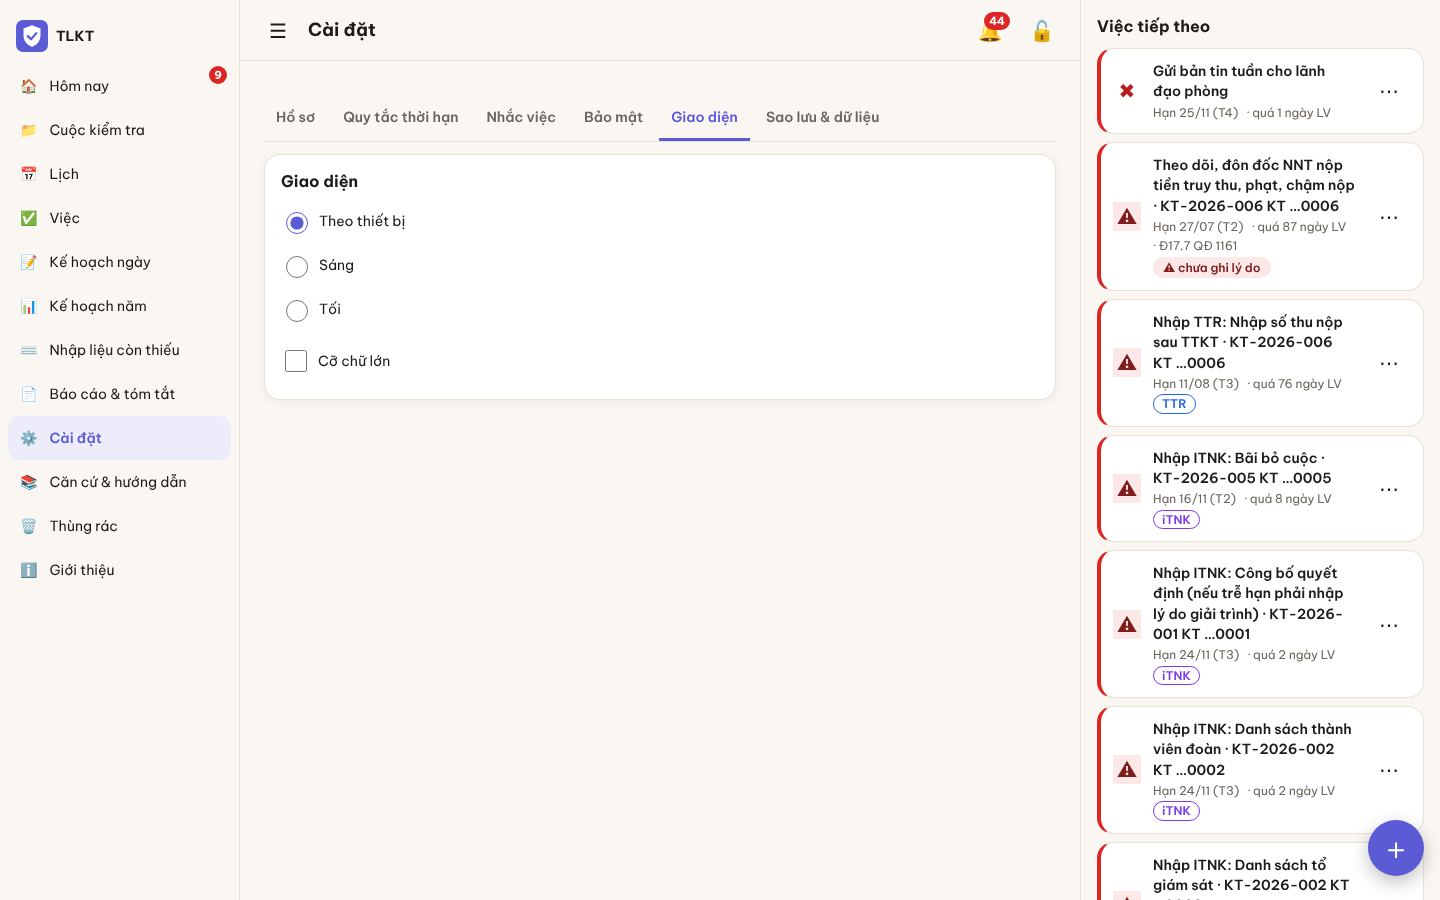 TLKT
Hôm nay
9
Cuộc kiểm tra
Lịch
Việc
Kế hoạch ngày
Kế hoạch năm
Nhập liệu còn thiếu
Báo cáo & tóm tắt
Cài đặt
Căn cứ & hướng dẫn
Thùng rác
Giới thiệu
Cài đặt
44
Hồ sơ
Quy tắc thời hạn
Nhắc việc
Bảo mật
Giao diện
Sao lưu & dữ liệu
Giao diện
Theo thiết bị
Sáng
Tối
Cỡ chữ lớn
Việc tiếp theo
Gửi bản tin tuần cho lãnh
đạo phòng
Hạn 25/11 (T4) · quá 1 ngày LV
Theo dõi, đôn đốc NNT nộp
tiền truy thu, phạt, chậm nộp
· KT-2026-006 KT …0006
Hạn 27/07 (T2) · quá 87 ngày LV
· Đ17.7 QĐ 1161
chưa ghi lý do
Nhập TTR: Nhập số thu nộp
sau TTKT · KT-2026-006
KT …0006
Hạn 11/08 (T3) · quá 76 ngày LV
TTR
Nhập ITNK: Bãi bỏ cuộc ·
KT-2026-005 KT …0005
Hạn 16/11 (T2) · quá 8 ngày LV
iTNK
Nhập ITNK: Công bố quyết
định (nếu trễ hạn phải nhập
lý do giải trình) · KT-2026-
001 KT …0001
Hạn 24/11 (T3) · quá 2 ngày LV
iTNK
Nhập ITNK: Danh sách thành
viên đoàn · KT-2026-002
KT …0002
Hạn 24/11 (T3) · quá 2 ngày LV
iTNK
Nhập ITNK: Danh sách tổ
giám sát · KT-2026-002 KT